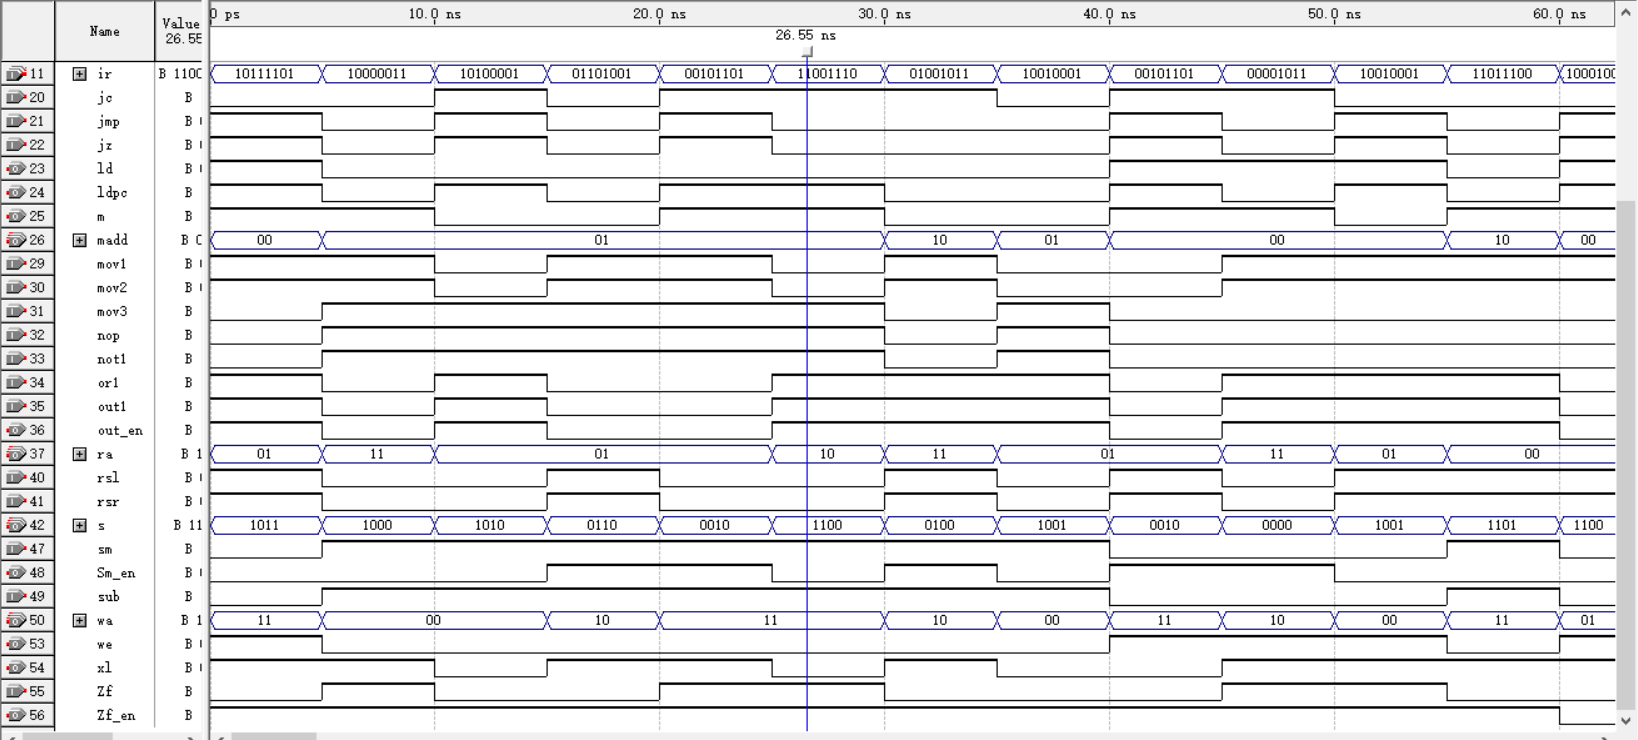 0 ps 10.0 ns 20.0 ns 30.0 ns 40.0 ns 50.0 ns 60.0 ns
Name Value 26.55
26.55 ns
11 ir B 1100 10111101 10000011 10100001 01101001 00101101 11001110 01001011 10010001 00101101 00001011 10010001 11011100 1000100
20 jc B
21 jmp B
22 jz B
23 ld B
24 ldpc B
25 m B
26 madd B 0 00 01 10 01 00 10 00
29 mov1 B
30 mov2 B
31 mov3 B
32 nop B
33 not1 B
34 or1 B
35 out1 B
36 out_en B
37 ra B 1 01 11 01 10 11 01 11 01 00
40 rsl B
41 rsr B
42 s B 11 1011 1000 1010 0110 0010 1100 0100 1001 0010 0000 1001 1101 1100
47 sm B
48 Sm_en B
49 sub B
50 wa B 1 11 00 10 11 10 00 11 10 00 11 01
53 we B
54 xl B
55 Zf B
56 Zf_en B